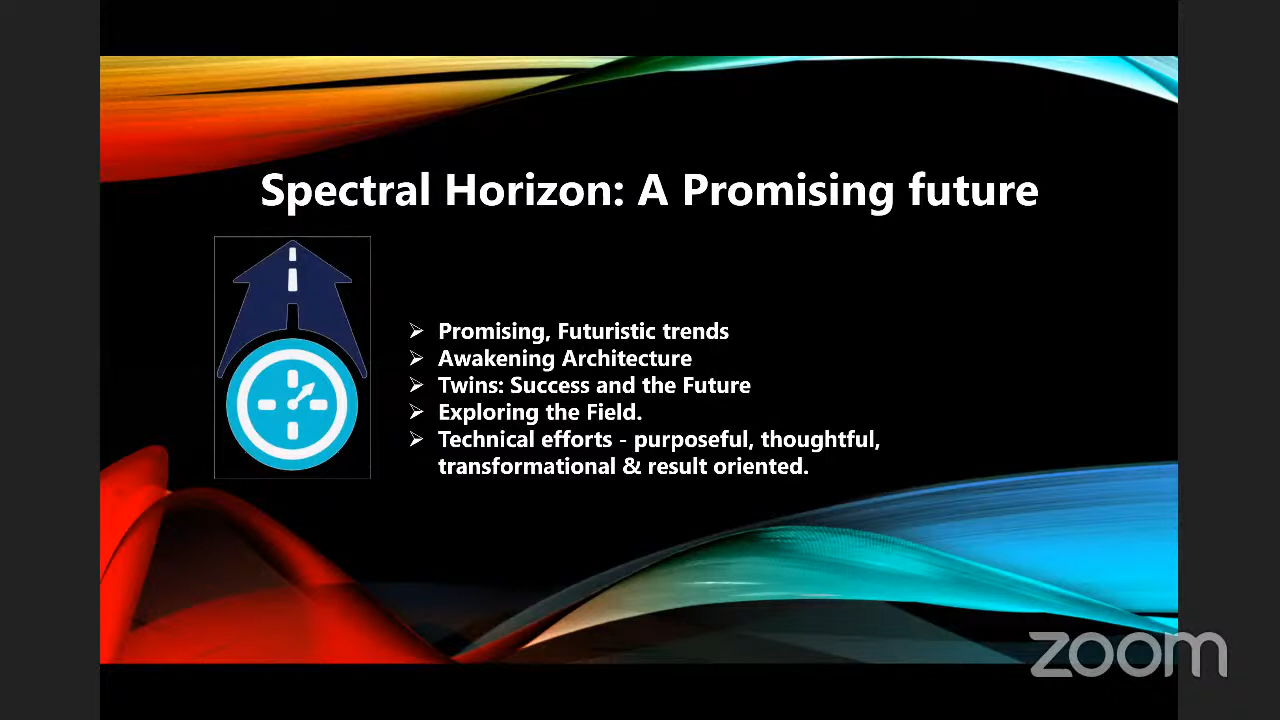 Spectral Horizon: A Promising future
Promising, Futuristic trends
Awakening Architecture
Twins: Success and the Future
Exploring the Field.
Technical efforts - purposeful, thoughtful,
transformational & result oriented.
zoom